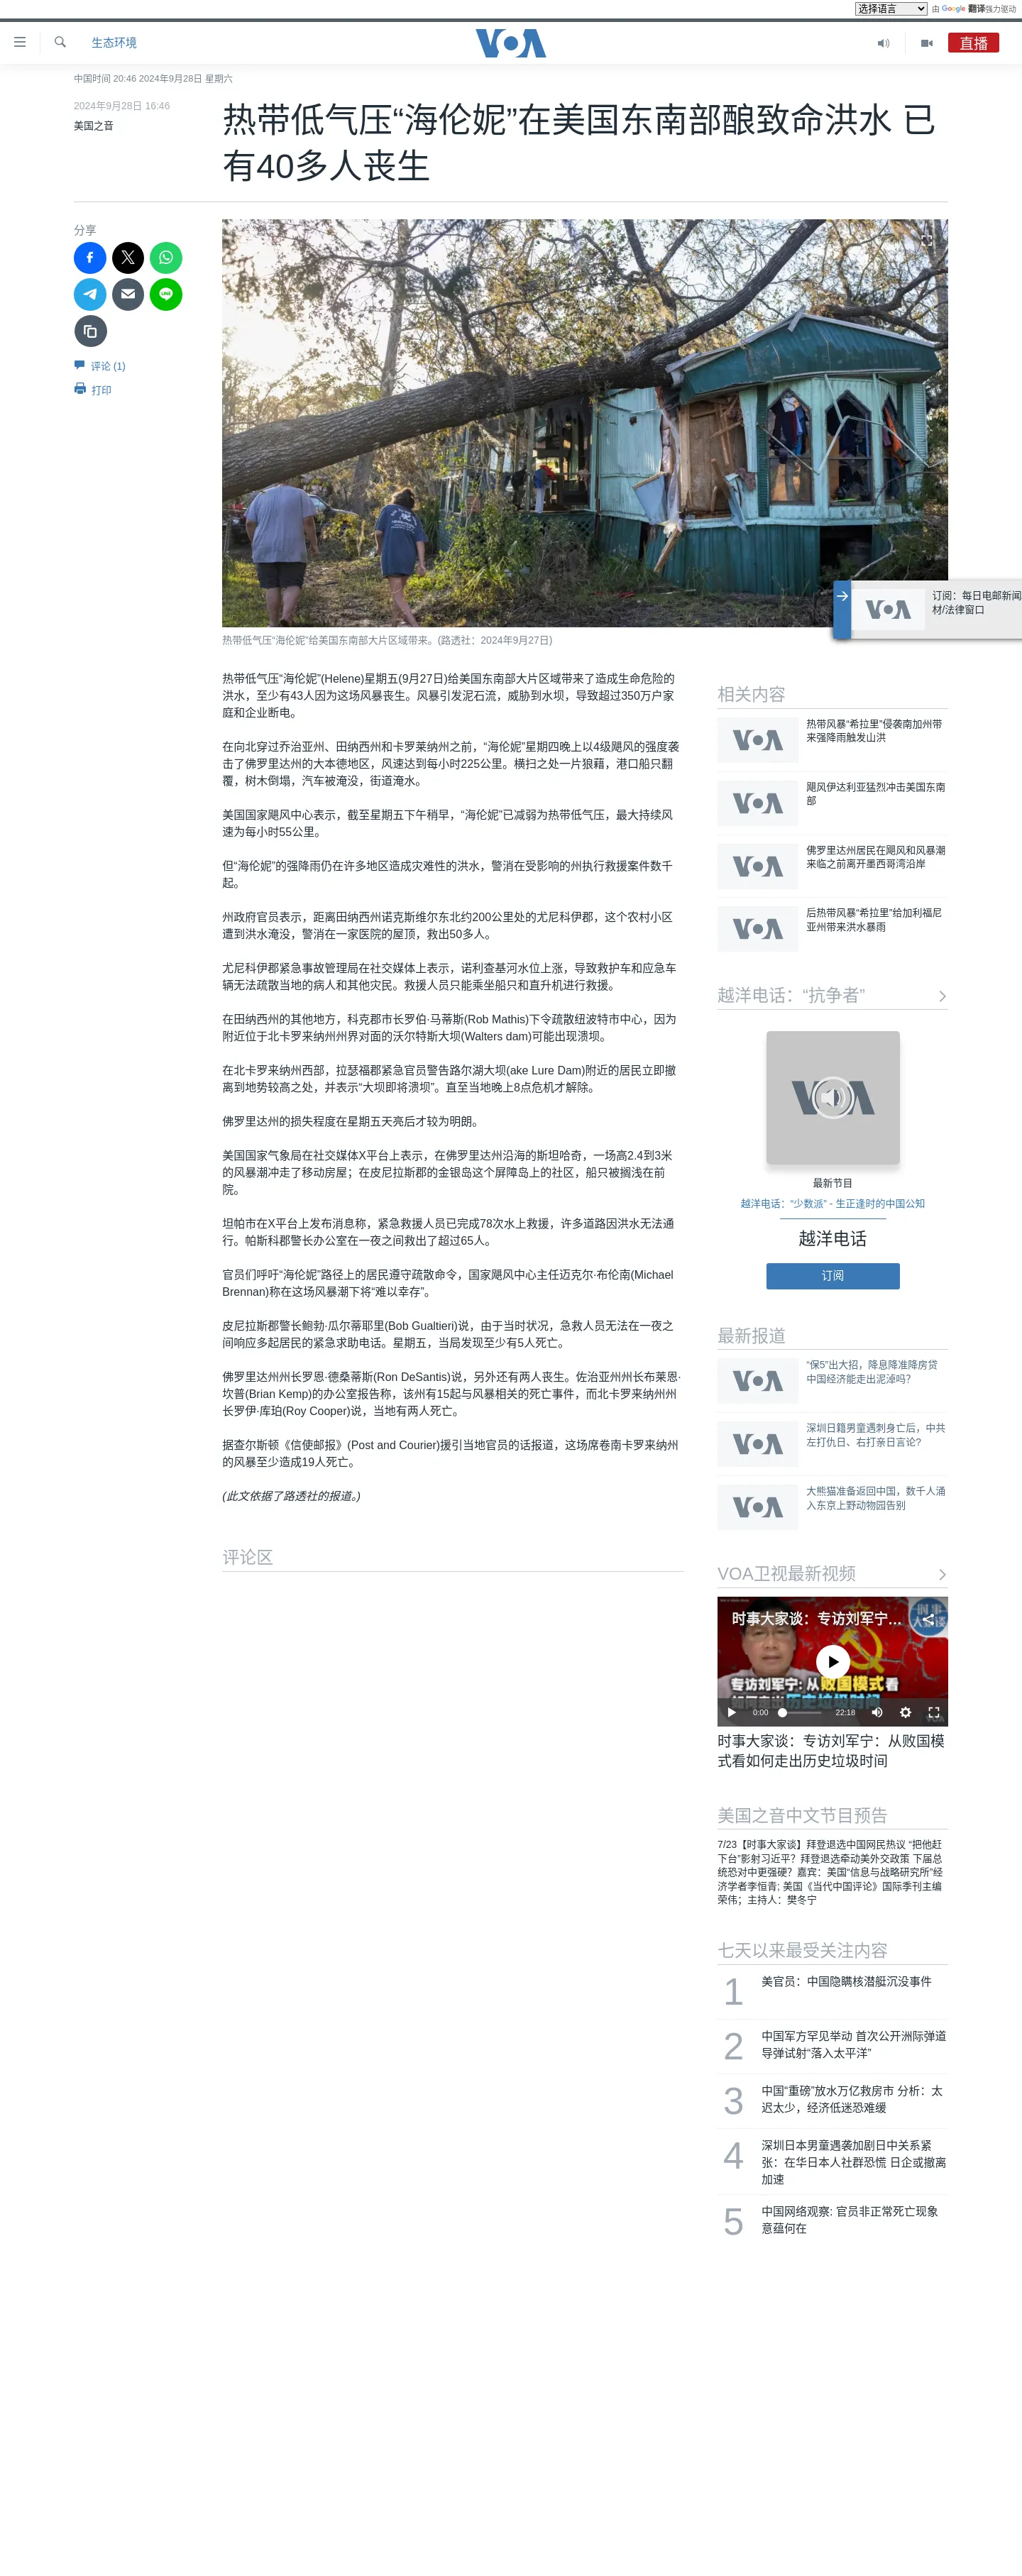 选择语言
由 Google 翻译强力驱动
生态环境
VOA
直播
中国时间 20:46 2024年9月28日 星期六
2024年9月28日 16:46
美国之音
热带低气压“海伦妮”在美国东南部酿致命洪水 已
有40多人丧生
分享
评论 (1)
打印
热带低气压“海伦妮”给美国东南部大片区域带来。(路透社：2024年9月27日)
VOA
订阅：每日电邮新闻
材/法律窗口
热带低气压“海伦妮”(Helene)星期五(9月27日)给美国东南部大片区域带来了造成生命危险的
洪水，至少有43人因为这场风暴丧生。风暴引发泥石流，威胁到水坝，导致超过350万户家
庭和企业断电。
在向北穿过乔治亚州、田纳西州和卡罗莱纳州之前，“海伦妮”星期四晚上以4级飓风的强度袭
击了佛罗里达州的大本德地区，风速达到每小时225公里。横扫之处一片狼藉，港口船只翻
覆，树木倒塌，汽车被淹没，街道淹水。
美国国家飓风中心表示，截至星期五下午稍早，“海伦妮”已减弱为热带低气压，最大持续风
速为每小时55公里。
但“海伦妮”的强降雨仍在许多地区造成灾难性的洪水，警消在受影响的州执行救援案件数千
起。
州政府官员表示，距离田纳西州诺克斯维尔东北约200公里处的尤尼科伊郡，这个农村小区
遭到洪水淹没，警消在一家医院的屋顶，救出50多人。
尤尼科伊郡紧急事故管理局在社交媒体上表示，诺利查基河水位上涨，导致救护车和应急车
辆无法疏散当地的病人和其他灾民。救援人员只能乘坐船只和直升机进行救援。
在田纳西州的其他地方，科克郡市长罗伯·马蒂斯(Rob Mathis)下令疏散纽波特市中心，因为
附近位于北卡罗来纳州州界对面的沃尔特斯大坝(Walters dam)可能出现溃坝。
在北卡罗来纳州西部，拉瑟福郡紧急官员警告路尔湖大坝(ake Lure Dam)附近的居民立即撤
离到地势较高之处，并表示“大坝即将溃坝”。直至当地晚上8点危机才解除。
佛罗里达州的损失程度在星期五天亮后才较为明朗。
美国国家气象局在社交媒体X平台上表示，在佛罗里达州沿海的斯坦哈奇，一场高2.4到3米
的风暴潮冲走了移动房屋；在皮尼拉斯郡的金银岛这个屏障岛上的社区，船只被搁浅在前
院。
坦帕市在X平台上发布消息称，紧急救援人员已完成78次水上救援，许多道路因洪水无法通
行。帕斯科郡警长办公室在一夜之间救出了超过65人。
官员们呼吁“海伦妮”路径上的居民遵守疏散命令，国家飓风中心主任迈克尔·布伦南(Michael
Brennan)称在这场风暴潮下将“难以幸存”。
皮尼拉斯郡警长鲍勃·瓜尔蒂耶里(Bob Gualtieri)说，由于当时状况，急救人员无法在一夜之
间响应多起居民的紧急求助电话。星期五，当局发现至少有5人死亡。
佛罗里达州州长罗恩·德桑蒂斯(Ron DeSantis)说，另外还有两人丧生。佐治亚州州长布莱恩·
坎普(Brian Kemp)的办公室报告称，该州有15起与风暴相关的死亡事件，而北卡罗来纳州州
长罗伊·库珀(Roy Cooper)说，当地有两人死亡。
据查尔斯顿《信使邮报》(Post and Courier)援引当地官员的话报道，这场席卷南卡罗来纳州
的风暴至少造成19人死亡。
(此文依据了路透社的报道。)
评论区
相关内容
VOA
热带风暴“希拉里”侵袭南加州带
来强降雨触发山洪
VOA
飓风伊达利亚猛烈冲击美国东南
部
VOA
佛罗里达州居民在飓风和风暴潮
来临之前离开墨西哥湾沿岸
VOA
后热带风暴“希拉里”给加利福尼
亚州带来洪水暴雨
越洋电话：“抗争者”
VOA
最新节目
越洋电话：“少数派” - 生正逢时的中国公知
越洋电话
订阅
最新报道
VOA
“保5”出大招，降息降准降房贷
中国经济能走出泥淖吗？
VOA
深圳日籍男童遇刺身亡后，中共
左打仇日、右打亲日言论?
VOA
大熊猫准备返回中国，数千人涌
入东京上野动物园告别
VOA卫视最新视频
时事大家谈：专访刘军宁…
时事
大家谈
专访刘军宁: 从败国模式看
如何走出历史垃圾时间
0:00
22:18
VOA
时事大家谈：专访刘军宁：从败国模
式看如何走出历史垃圾时间
美国之音中文节目预告
7/23【时事大家谈】拜登退选中国网民热议 “把他赶
下台”影射习近平？拜登退选牵动美外交政策 下届总
统恐对中更强硬？嘉宾：美国“信息与战略研究所”经
济学者李恒青; 美国《当代中国评论》国际季刊主编
荣伟；主持人：樊冬宁
七天以来最受关注内容
1
美官员：中国隐瞒核潜艇沉没事件
2
中国军方罕见举动 首次公开洲际弹道
导弹试射“落入太平洋”
3
中国“重磅”放水万亿救房市 分析：太
迟太少，经济低迷恐难缓
4
深圳日本男童遇袭加剧日中关系紧
张：在华日本人社群恐慌 日企或撤离
加速
5
中国网络观察: 官员非正常死亡现象
意蕴何在